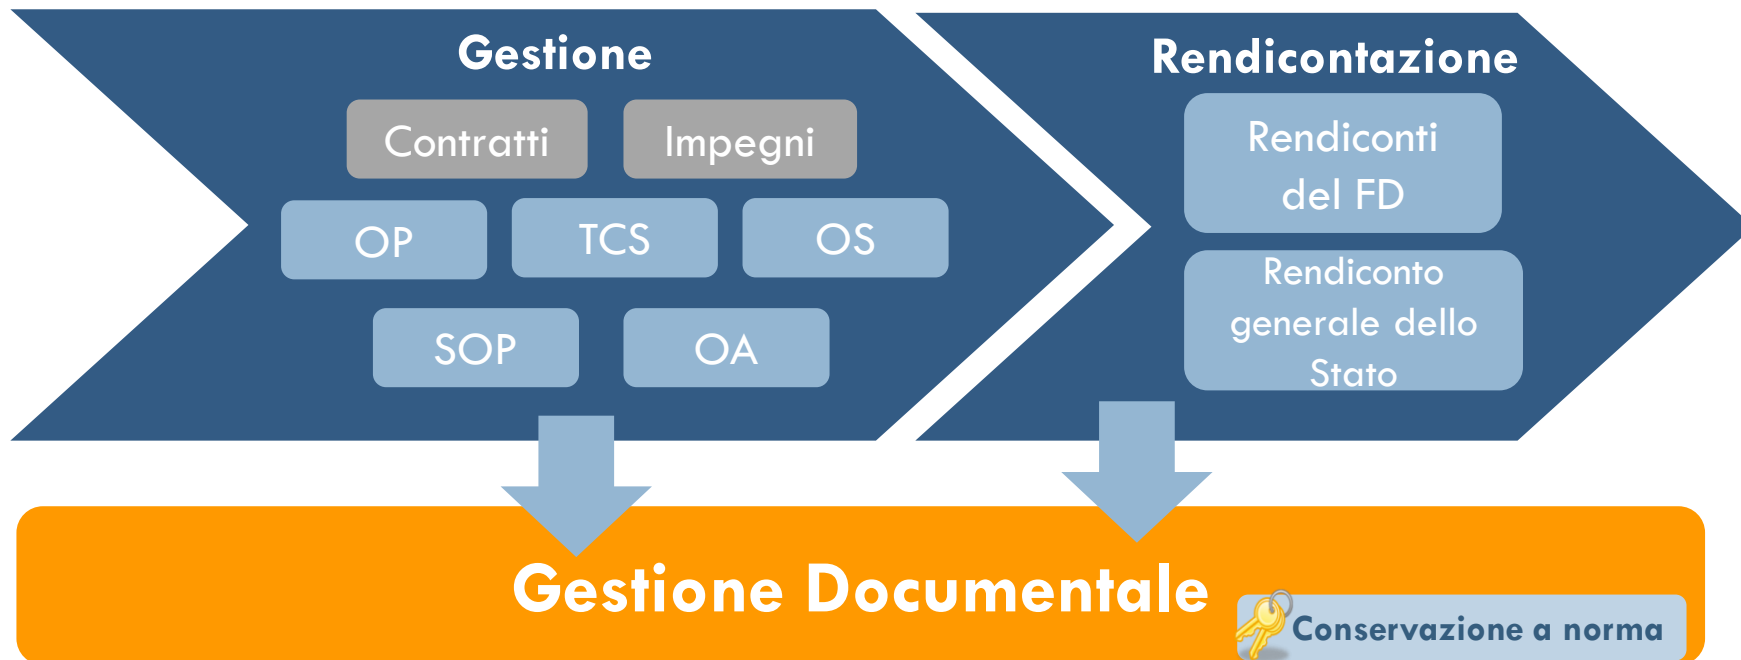 Gestione
Contratti
Impegni
OP
TCS
OS
SOP
OA
Rendicontazione
Rendiconti
del FD
Rendiconto
generale dello
Stato
Gestione Documentale
Conservazione a norma